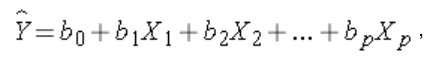 Ŷ = b₀ + b₁X₁ + b₂X₂ + ... + bₚXₚ ,